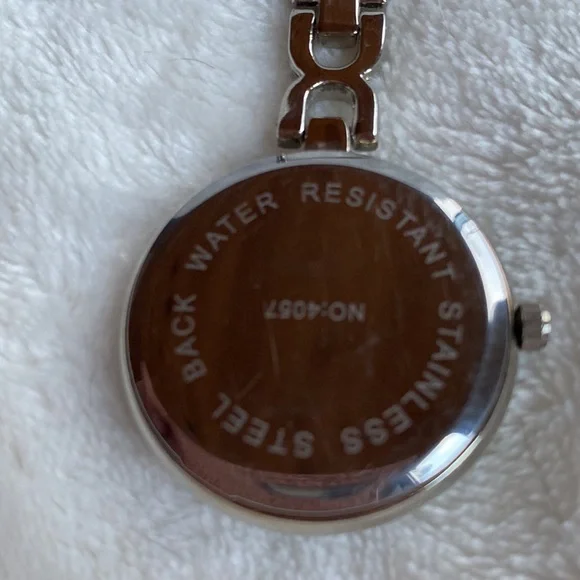 WATER RESISTANT STAINLESS STEEL BACK
NO:4057